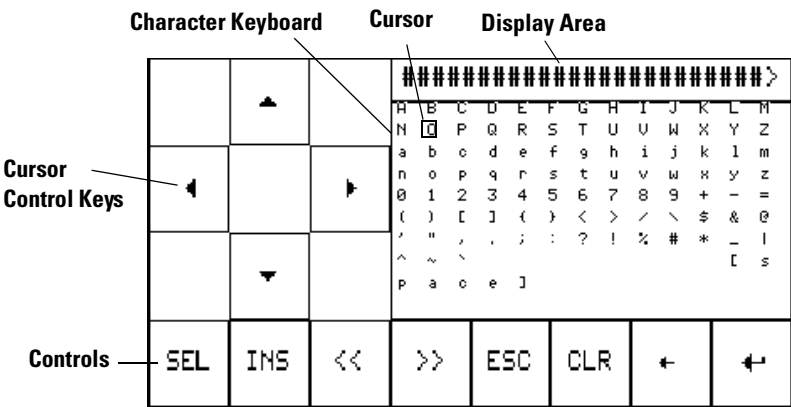 Character Keyboard
Cursor
Display Area
########################>
A B C D E F G H I J K L M
N O P Q R S T U V W X Y Z
a b c d e f g h i j k l m
n o p q r s t u v w x y z
0 1 2 3 4 5 6 7 8 9 + - =
( ) [ ] { } < > / \ $ & @
' " , . ; : ? ! % # * _ |
^ ~ ` [ s
p a c e ]
Cursor
Control Keys
Controls
SEL INS << >> ESC CLR ← ↵